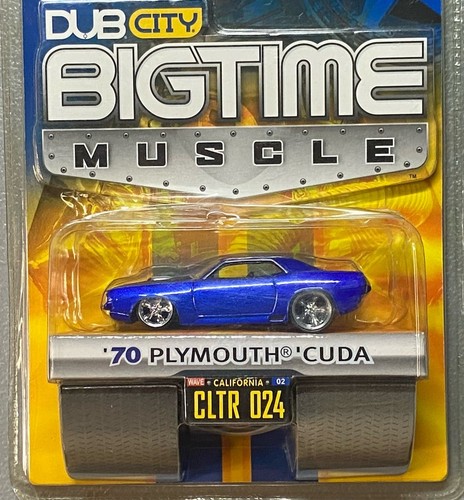 DUB CITY
BIGTIME
MUSCLE
TM
'70 PLYMOUTH® 'CUDA
WAVE CALIFORNIA 02
CLTR 024